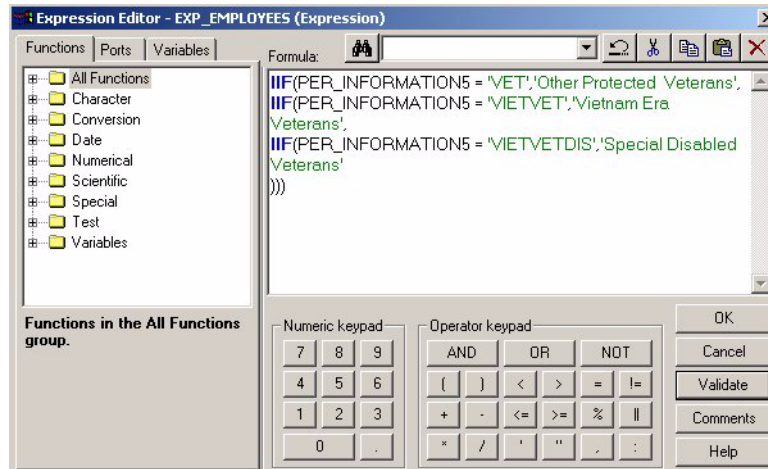 Expression Editor - EXP_EMPLOYEES (Expression)
Functions Ports Variables
Formula:
All Functions
Character
Conversion
Date
Numerical
Scientific
Special
Test
Variables
IIF(PER_INFORMATION5 = 'VET','Other Protected Veterans',
IIF(PER_INFORMATION5 = 'VIETVET','Vietnam Era
Veterans',
IIF(PER_INFORMATION5 = 'VIETVETDIS','Special Disabled
Veterans'
)))
Functions in the All Functions
group.
Numeric keypad
7 8 9
4 5 6
1 2 3
0 .
Operator keypad
AND OR NOT
( ) < > = !=
+ - <= >= % ||
* / ' " , :
OK
Cancel
Validate
Comments
Help